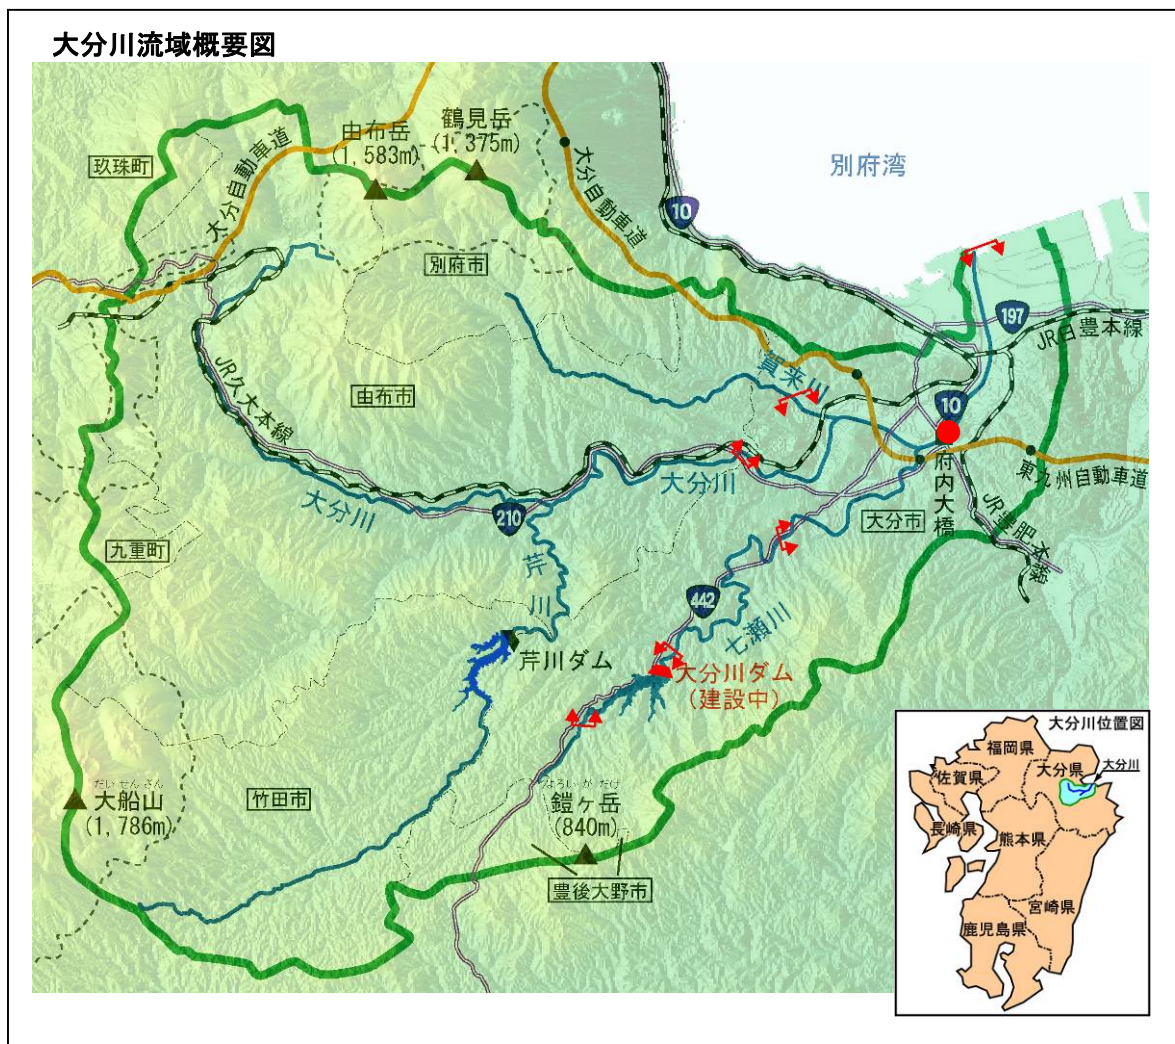 大分川流域概要図
鶴見岳
(1,375m)
由布岳
(1,583m)
玖珠町
大分自動車道
大分自動車道
別府湾
10
別府市
197
JR日豊本線
賀来川
由布市
JR久大本線
10
府内大橋
東九州自動車道
大分川
大分川
210
大分市
JR豊肥本線
九重町
芹川
442
七瀬川
芹川ダム
大分川ダム
(建設中)
だいせんさん
大船山
(1,786m)
竹田市
よろいがだけ
鎧ヶ岳
(840m)
豊後大野市
大分川位置図
福岡県
大分県
大分川
佐賀県
長崎県
熊本県
宮崎県
鹿児島県